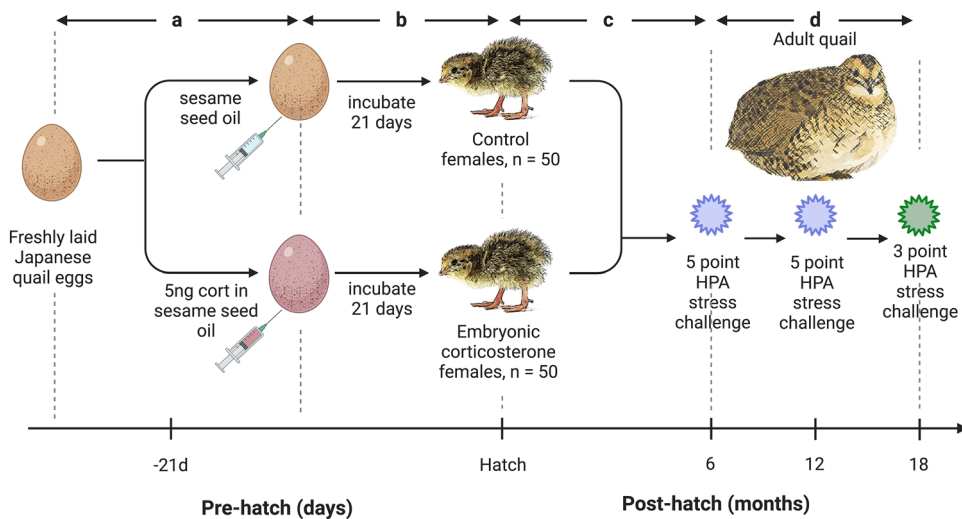 a
b
c
d
Adult quail
sesame
seed oil
incubate
21 days
Control
females, n = 50
Freshly laid
Japanese
quail eggs
5ng cort in
sesame seed
oil
incubate
21 days
Embryonic
corticosterone
females, n = 50
5 point
HPA
stress
challenge
5 point
HPA
stress
challenge
3 point
HPA
stress
challenge
-21d
Hatch
6
12
18
Pre-hatch (days)
Post-hatch (months)